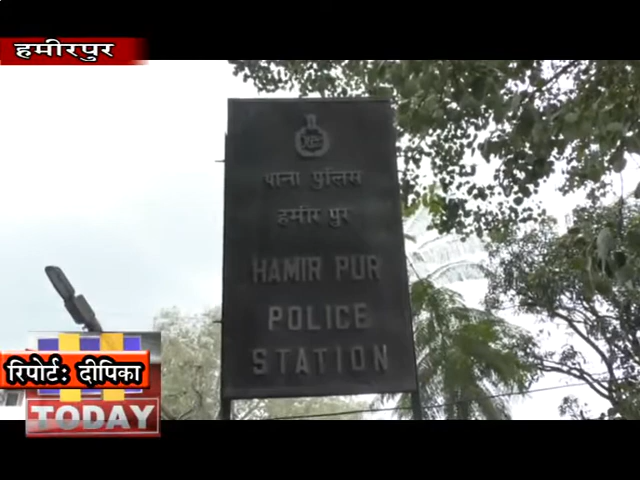 हमीरपुर
थाना पुलिस
हमीर पुर
HAMIR PUR
POLICE
STATION
रिपोर्टः दीपिका
TODAY